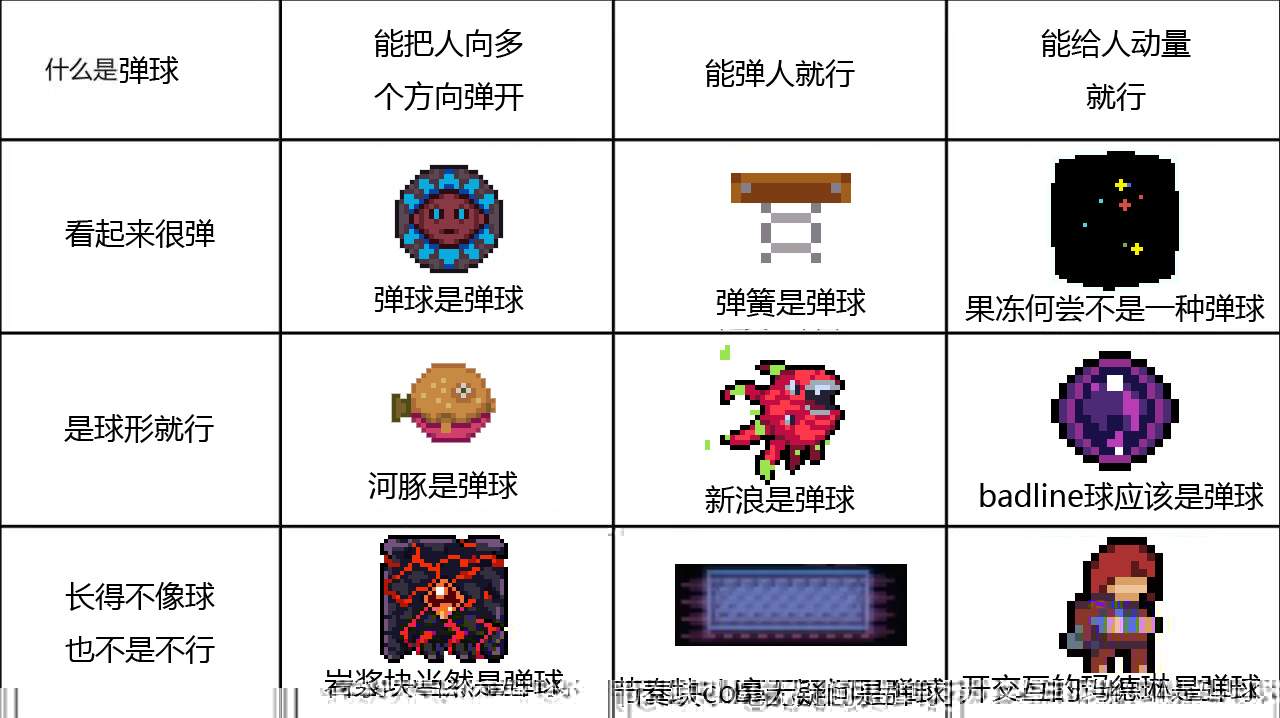 什么是弹球
能把人向多
个方向弹开
能弹人就行
能给人动量
就行
看起来很弹
弹球是弹球
弹簧是弹球
果冻何尝不是一种弹球
是球形就行
河豚是弹球
新浪是弹球
badline球应该是弹球
长得不像球
也不是不行
岩浆块当然是弹球
节奏块co毫无疑问是弹球
开交互的玛德琳是弹球